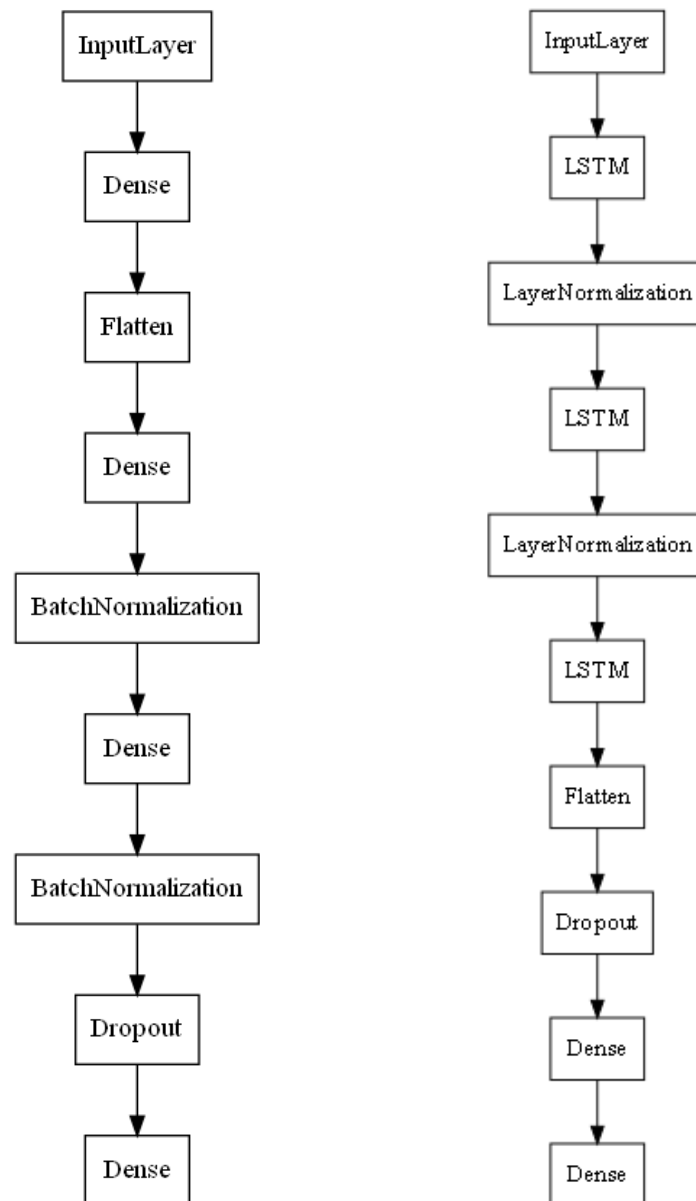 InputLayer
Dense
Flatten
Dense
BatchNormalization
Dense
BatchNormalization
Dropout
Dense
InputLayer
LSTM
LayerNormalization
LSTM
LayerNormalization
LSTM
Flatten
Dropout
Dense
Dense